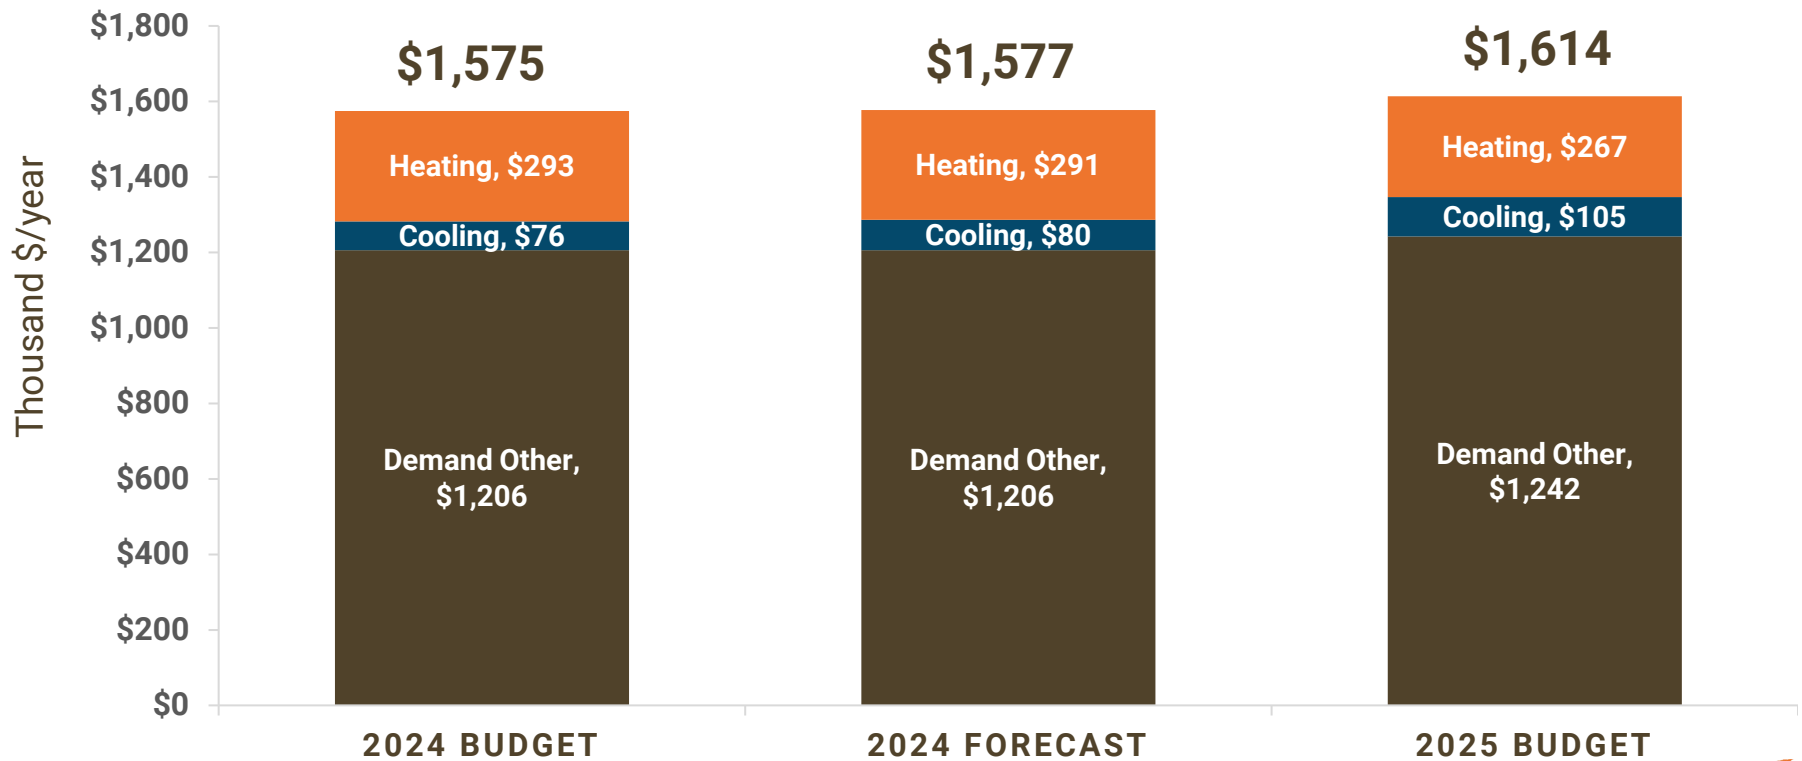 Thousand $/year
$1,800
$1,600
$1,400
$1,200
$1,000
$800
$600
$400
$200
$0
$1,575
Heating, $293
Cooling, $76
Demand Other,
$1,206
2024 BUDGET
$1,577
Heating, $291
Cooling, $80
Demand Other,
$1,206
2024 FORECAST
$1,614
Heating, $267
Cooling, $105
Demand Other,
$1,242
2025 BUDGET